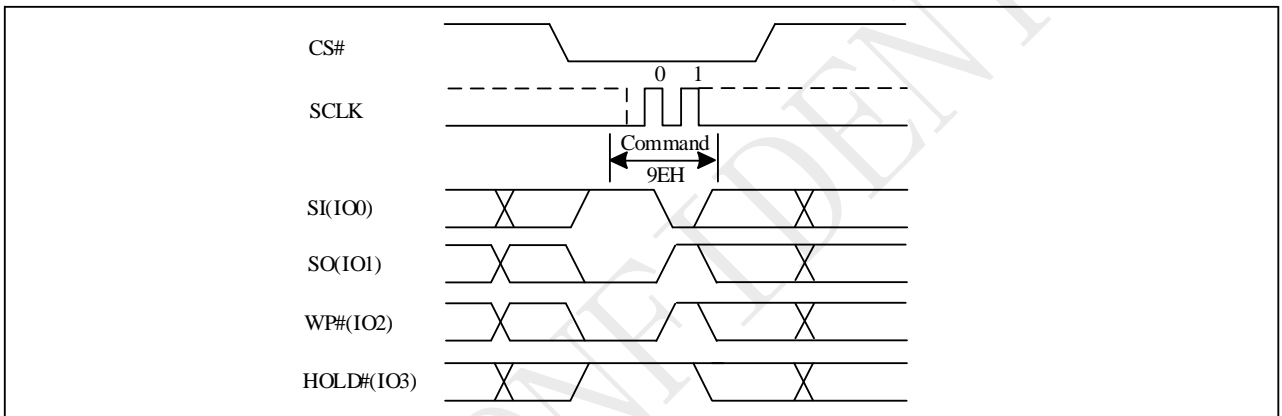 CS#
0 1
SCLK
Command
9EH
SI(IO0)
SO(IO1)
WP#(IO2)
HOLD#(IO3)